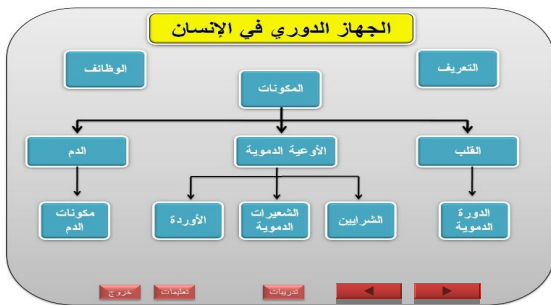 الجهاز الدوري في الإنسان
التعريف
الوظائف
المكونات
القلب
الأوعية الدموية
الدم
الدورة
الدموية
الشرايين
الشعيرات
الدموية
الأوردة
مكونات
الدم
تدريبات
تعليمات
خروج